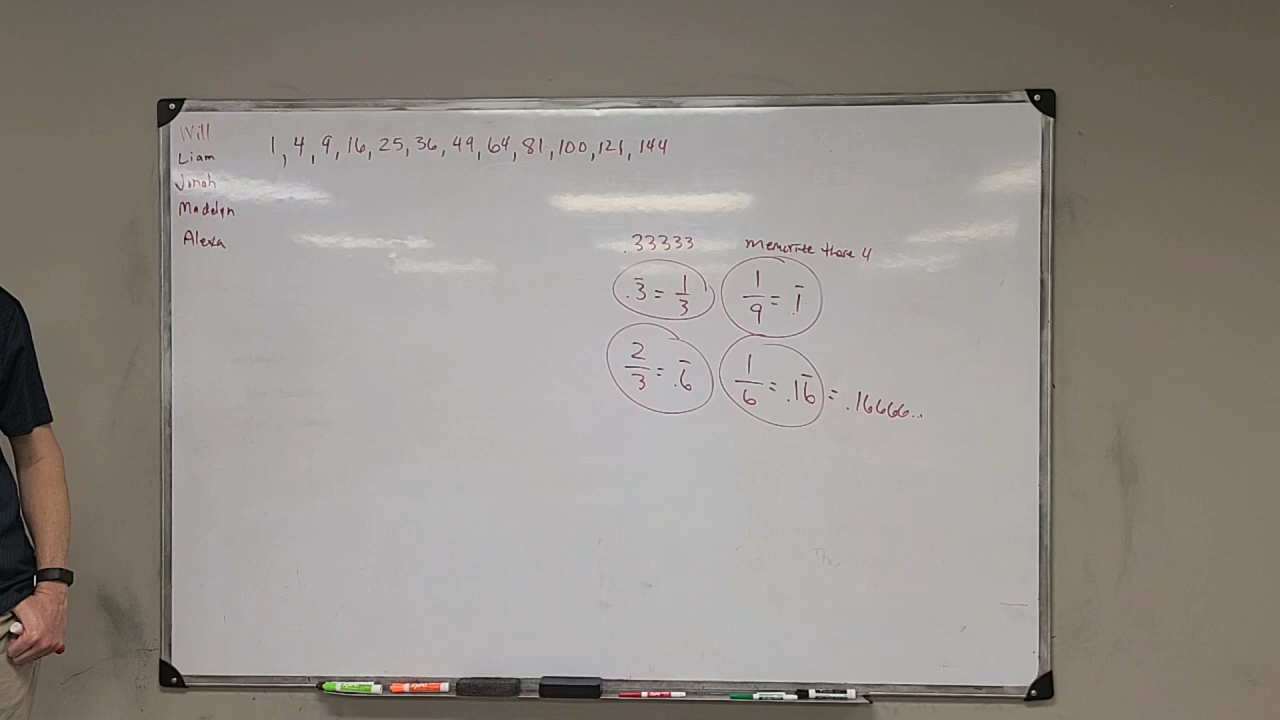 Will
Liam
Jonah
Madelyn
Alexa
1, 4, 9, 16, 25, 36, 49, 64, 81, 100, 121, 144
.33333
memorize these 4
.3̅ = 1/3
1/9 = .1̅
2/3 = .6̅
1/6 = .16̅ = .16666..